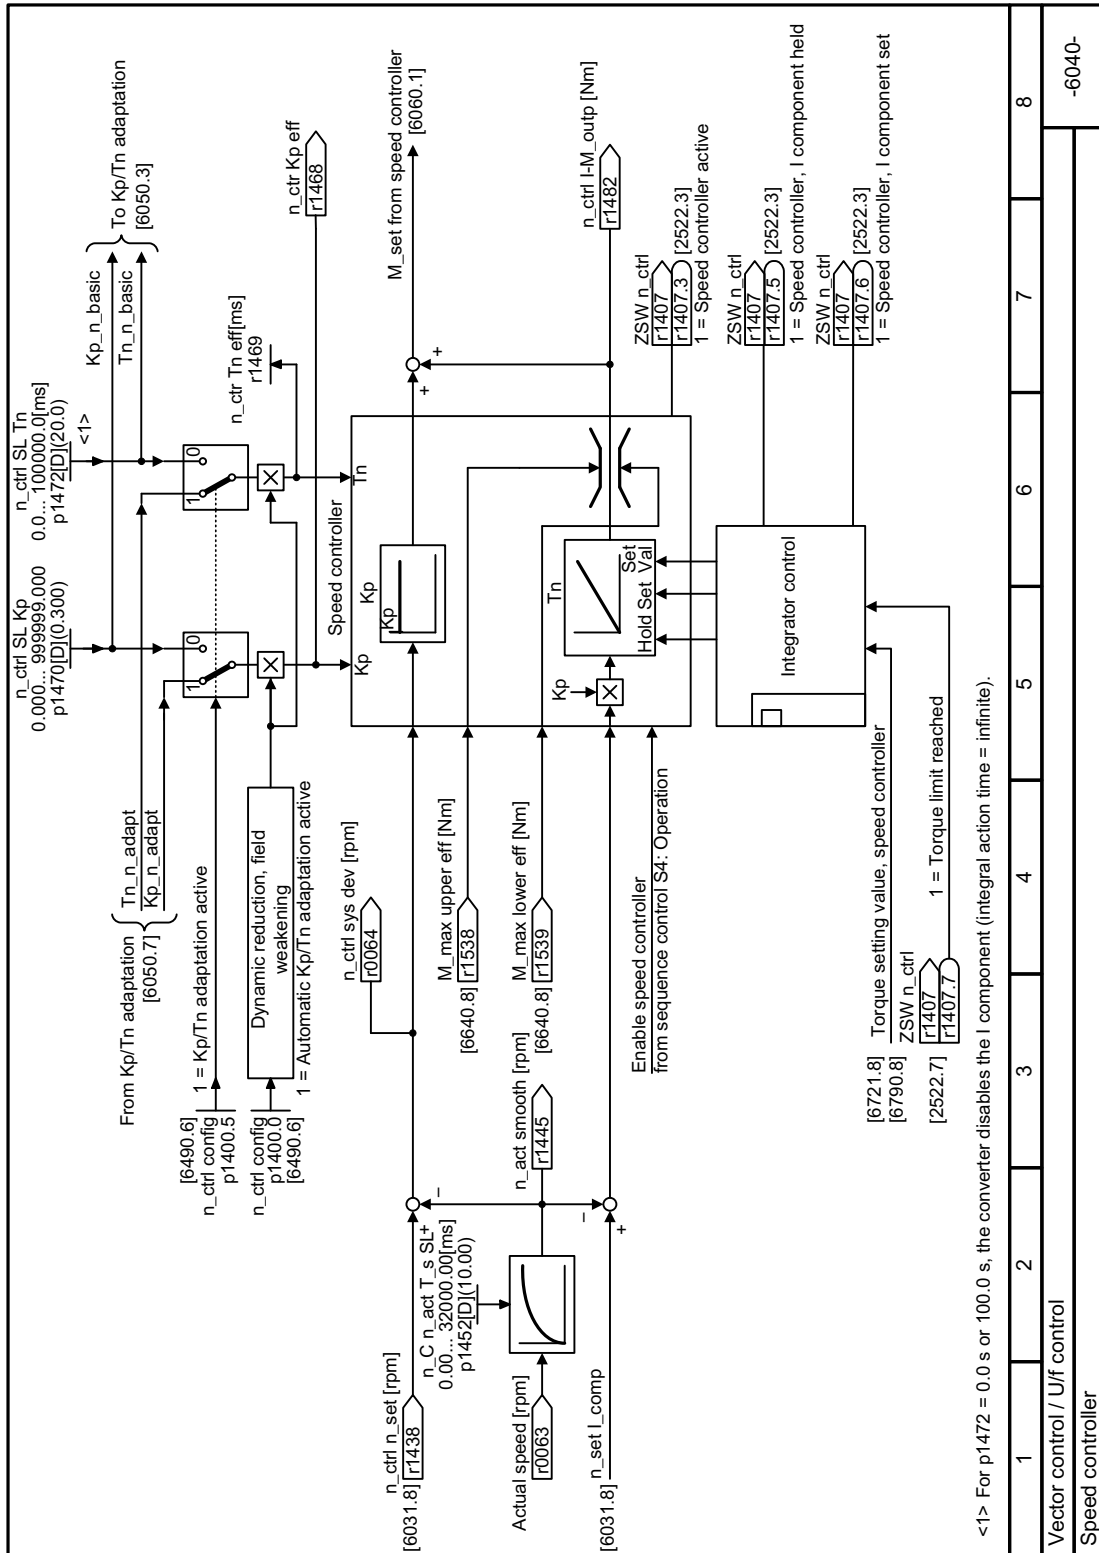 [6031.8]
n_ctrl n_set [rpm]
r1438
Actual speed [rpm]
r0063
[6031.8]
n_set I_comp
n_C n_act T_s SL
0.00... 32000.00[ms]
p1452[D](10.00)
+
–
–
+
n_act smooth [rpm]
r1445
n_ctrl sys dev [rpm]
r0064
From Kp/Tn adaptation
[6050.7]
Tn_n_adapt
Kp_n_adapt
[6490.6]
n_ctrl config
p1400.5
1 = Kp/Tn adaptation active
n_ctrl config
p1400.0
[6490.6]
Dynamic reduction, field
weakening
1 = Automatic Kp/Tn adaptation active
n_ctrl SL Kp
0.000... 999999.000
p1470[D](0.300)
n_ctrl SL Tn
0.0... 100000.0[ms]
p1472[D](20.0)
<1>
Kp_n_basic
Tn_n_basic
To Kp/Tn adaptation
[6050.3]
1
0
1
0
X
X
n_ctr Tn eff[ms]
r1469
n_ctr Kp eff
r1468
Kp
Speed controller
Tn
Kp
Kp
M_max upper eff [Nm]
[6640.8]
r1538
M_max lower eff [Nm]
[6640.8]
r1539
Kp
X
Tn
Hold
Set
Set
Val
+
+
M_set from speed controller
[6060.1]
n_ctrl I-M_outp [Nm]
r1482
Enable speed controller
from sequence control S4: Operation
Integrator control
ZSW n_ctrl
r1407
r1407.3
[2522.3]
1 = Speed controller active
ZSW n_ctrl
r1407
r1407.5
[2522.3]
1 = Speed controller, I component held
ZSW n_ctrl
r1407
r1407.6
[2522.3]
1 = Speed controller, I component set
[6721.8]
[6790.8]
Torque setting value, speed controller
ZSW n_ctrl
r1407
[2522.7]
r1407.7
1 = Torque limit reached
<1> For p1472 = 0.0 s or 100.0 s, the converter disables the I component (integral action time = infinite).
1
2
3
4
5
6
7
8
Vector control / U/f control
Speed controller
-6040-